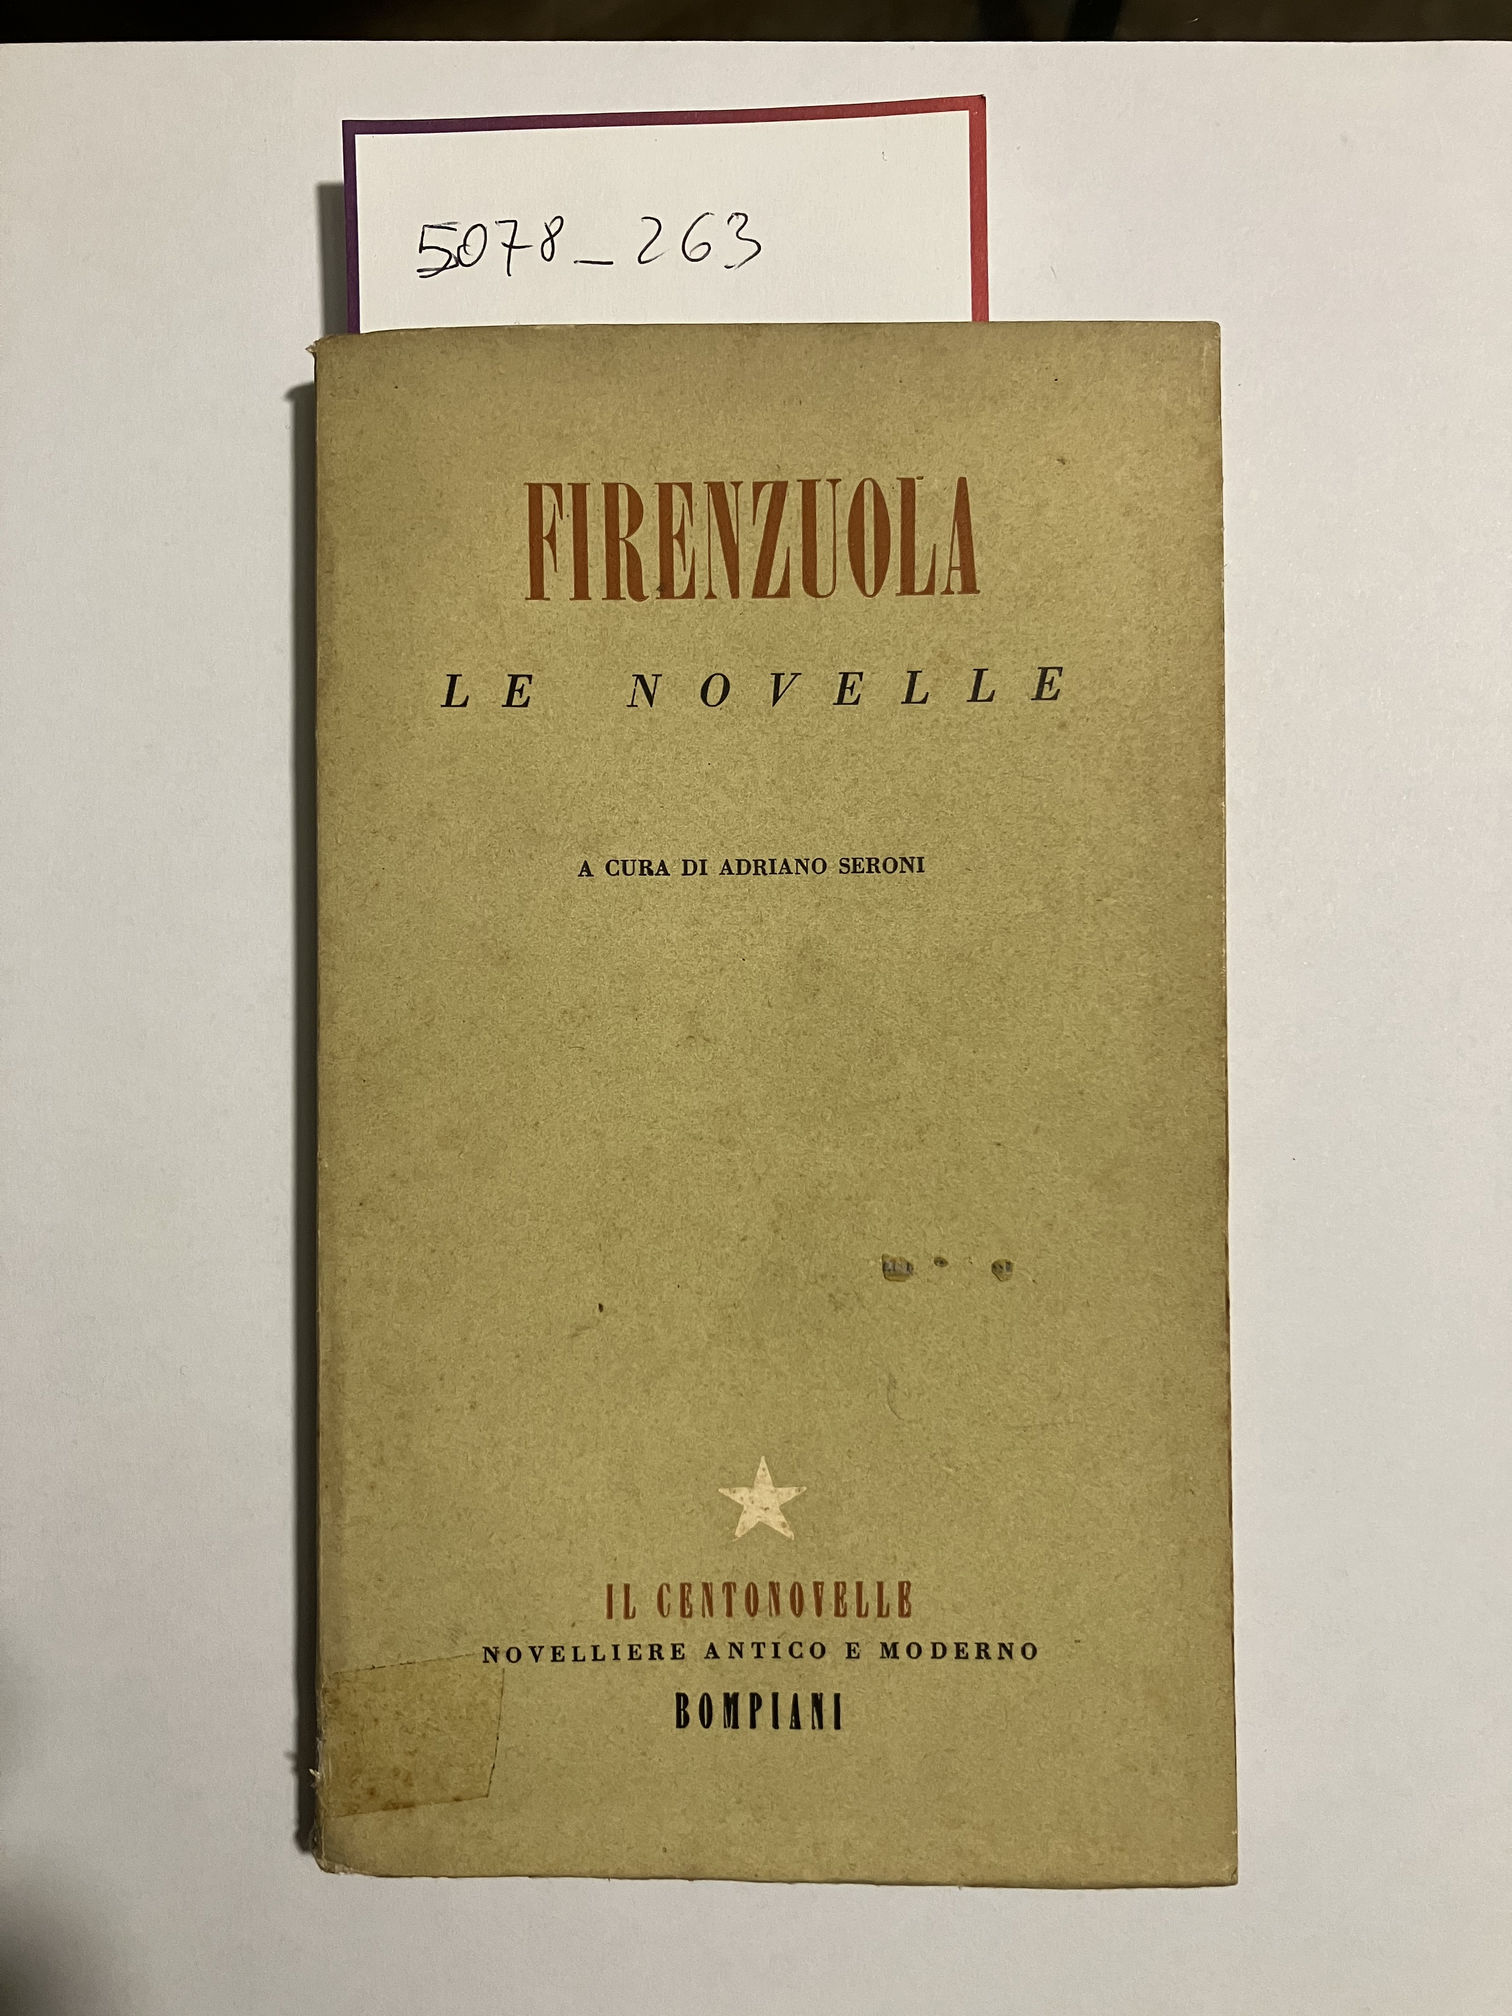 5078_263
FIRENZUOLA
LE NOVELLE
A CURA DI ADRIANO SERONI
IL CENTONOVELLE
NOVELLIERE ANTICO E MODERNO
BOMPIANI